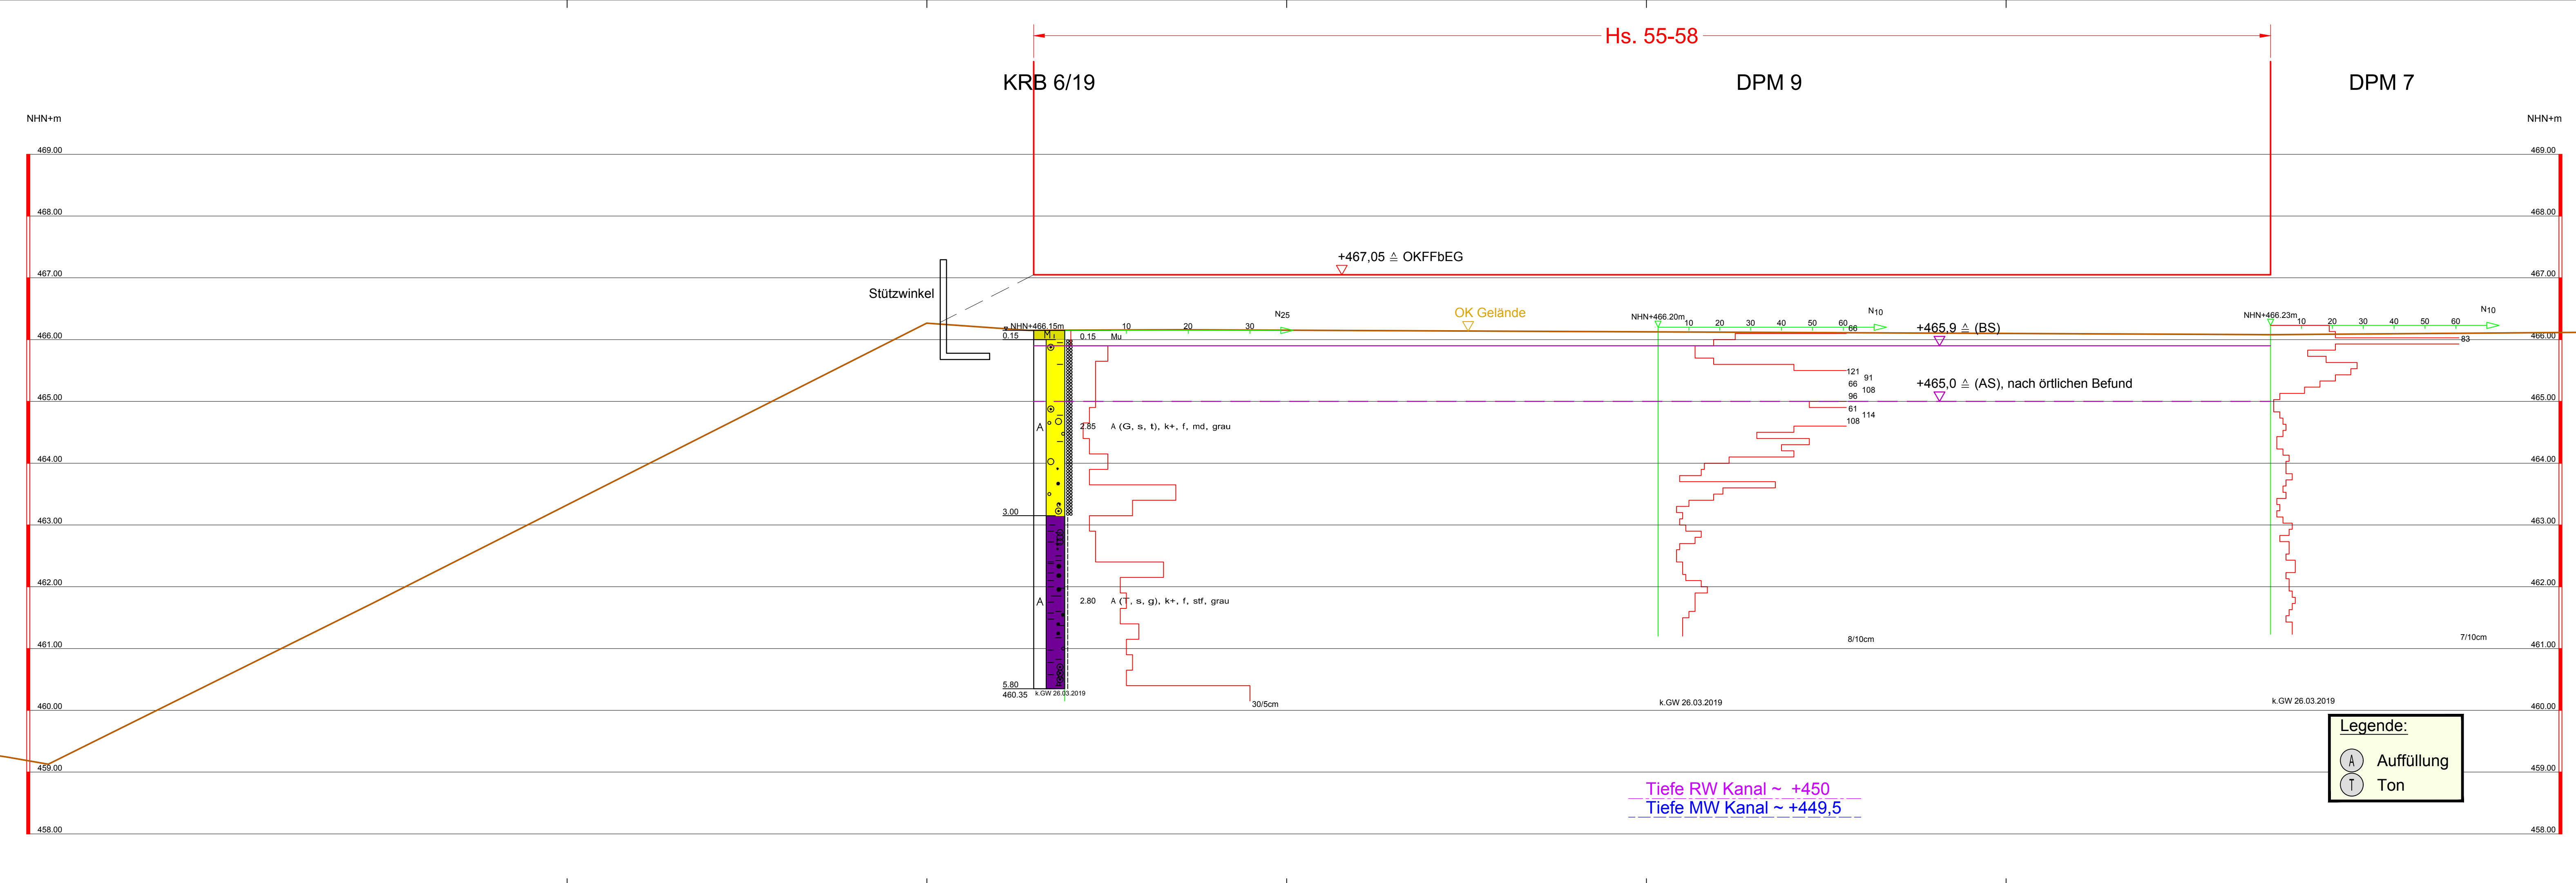 Hs. 55-58
KRB 6/19
DPM 9
DPM 7
NHN+m
NHN+m
469.00
469.00
468.00
468.00
+467,05 ≙ OKFFbEG
467.00
467.00
Stützwinkel
NHN+466.15m
10
20
30
N25
OK Gelände
NHN+466.20m
10
20
30
40
50
60
N10
66
+465,9 ≙ (BS)
NHN+466.23m
10
20
30
40
50
60
N10
83
466.00
0.15
Mu
0.15
Mu
466.00
121
91
66
108
96
61
114
108
+465,0 ≙ (AS), nach örtlichen Befund
465.00
465.00
A
2.85
A (G, s, t), k+, f, md, grau
464.00
464.00
3.00
463.00
463.00
462.00
462.00
A
2.80
A (T, s, g), k+, f, stf, grau
8/10cm
7/10cm
461.00
461.00
5.80
460.35
k.GW 26.03.2019
30/5cm
k.GW 26.03.2019
k.GW 26.03.2019
460.00
460.00
Legende:
A Auffüllung
T Ton
459.00
459.00
Tiefe RW Kanal ~ +450
Tiefe MW Kanal ~ +449,5
458.00
458.00